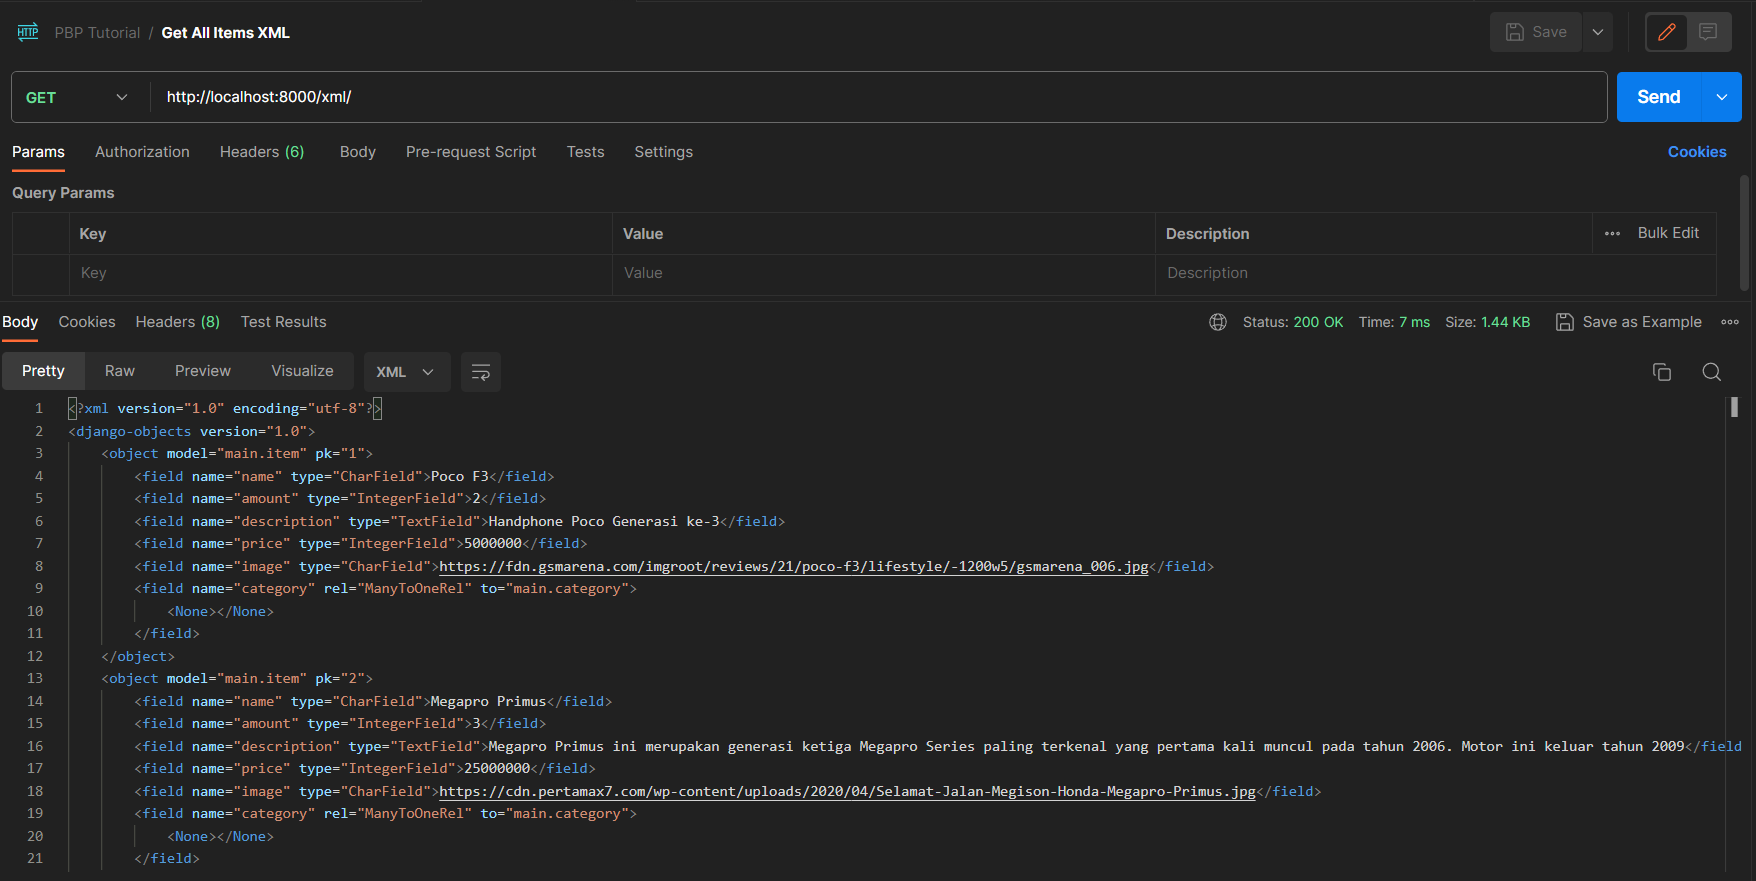 HTTP PBP Tutorial / Get All Items XML Save
GET http://localhost:8000/xml/ Send
Params Authorization Headers (6) Body Pre-request Script Tests Settings Cookies
Query Params
Key Value Description Bulk Edit
Key Value Description
Body Cookies Headers (8) Test Results Status: 200 OK Time: 7 ms Size: 1.44 KB Save as Example
Pretty Raw Preview Visualize XML
1 <?xml version="1.0" encoding="utf-8"?>
2 <django-objects version="1.0">
3 <object model="main.item" pk="1">
4 <field name="name" type="CharField">Poco F3</field>
5 <field name="amount" type="IntegerField">2</field>
6 <field name="description" type="TextField">Handphone Poco Generasi ke-3</field>
7 <field name="price" type="IntegerField">5000000</field>
8 <field name="image" type="CharField">https://fdn.gsmarena.com/imgroot/reviews/21/poco-f3/lifestyle/-1200w5/gsmarena_006.jpg</field>
9 <field name="category" rel="ManyToOneRel" to="main.category">
10 <None></None>
11 </field>
12 </object>
13 <object model="main.item" pk="2">
14 <field name="name" type="CharField">Megapro Primus</field>
15 <field name="amount" type="IntegerField">3</field>
16 <field name="description" type="TextField">Megapro Primus ini merupakan generasi ketiga Megapro Series paling terkenal yang pertama kali muncul pada tahun 2006. Motor ini keluar tahun 2009</field
17 <field name="price" type="IntegerField">25000000</field>
18 <field name="image" type="CharField">https://cdn.pertamax7.com/wp-content/uploads/2020/04/Selamat-Jalan-Megison-Honda-Megapro-Primus.jpg</field>
19 <field name="category" rel="ManyToOneRel" to="main.category">
20 <None></None>
21 </field>